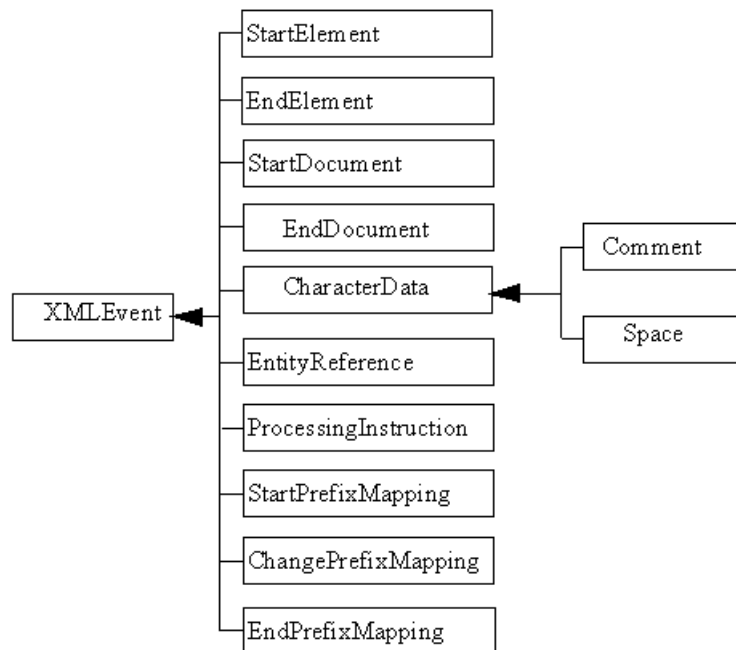 StartElement
EndElement
StartDocument
EndDocument
Comment
CharacterData
XMLEvent
Space
EntityReference
ProcessingInstruction
StartPrefixMapping
ChangePrefixMapping
EndPrefixMapping